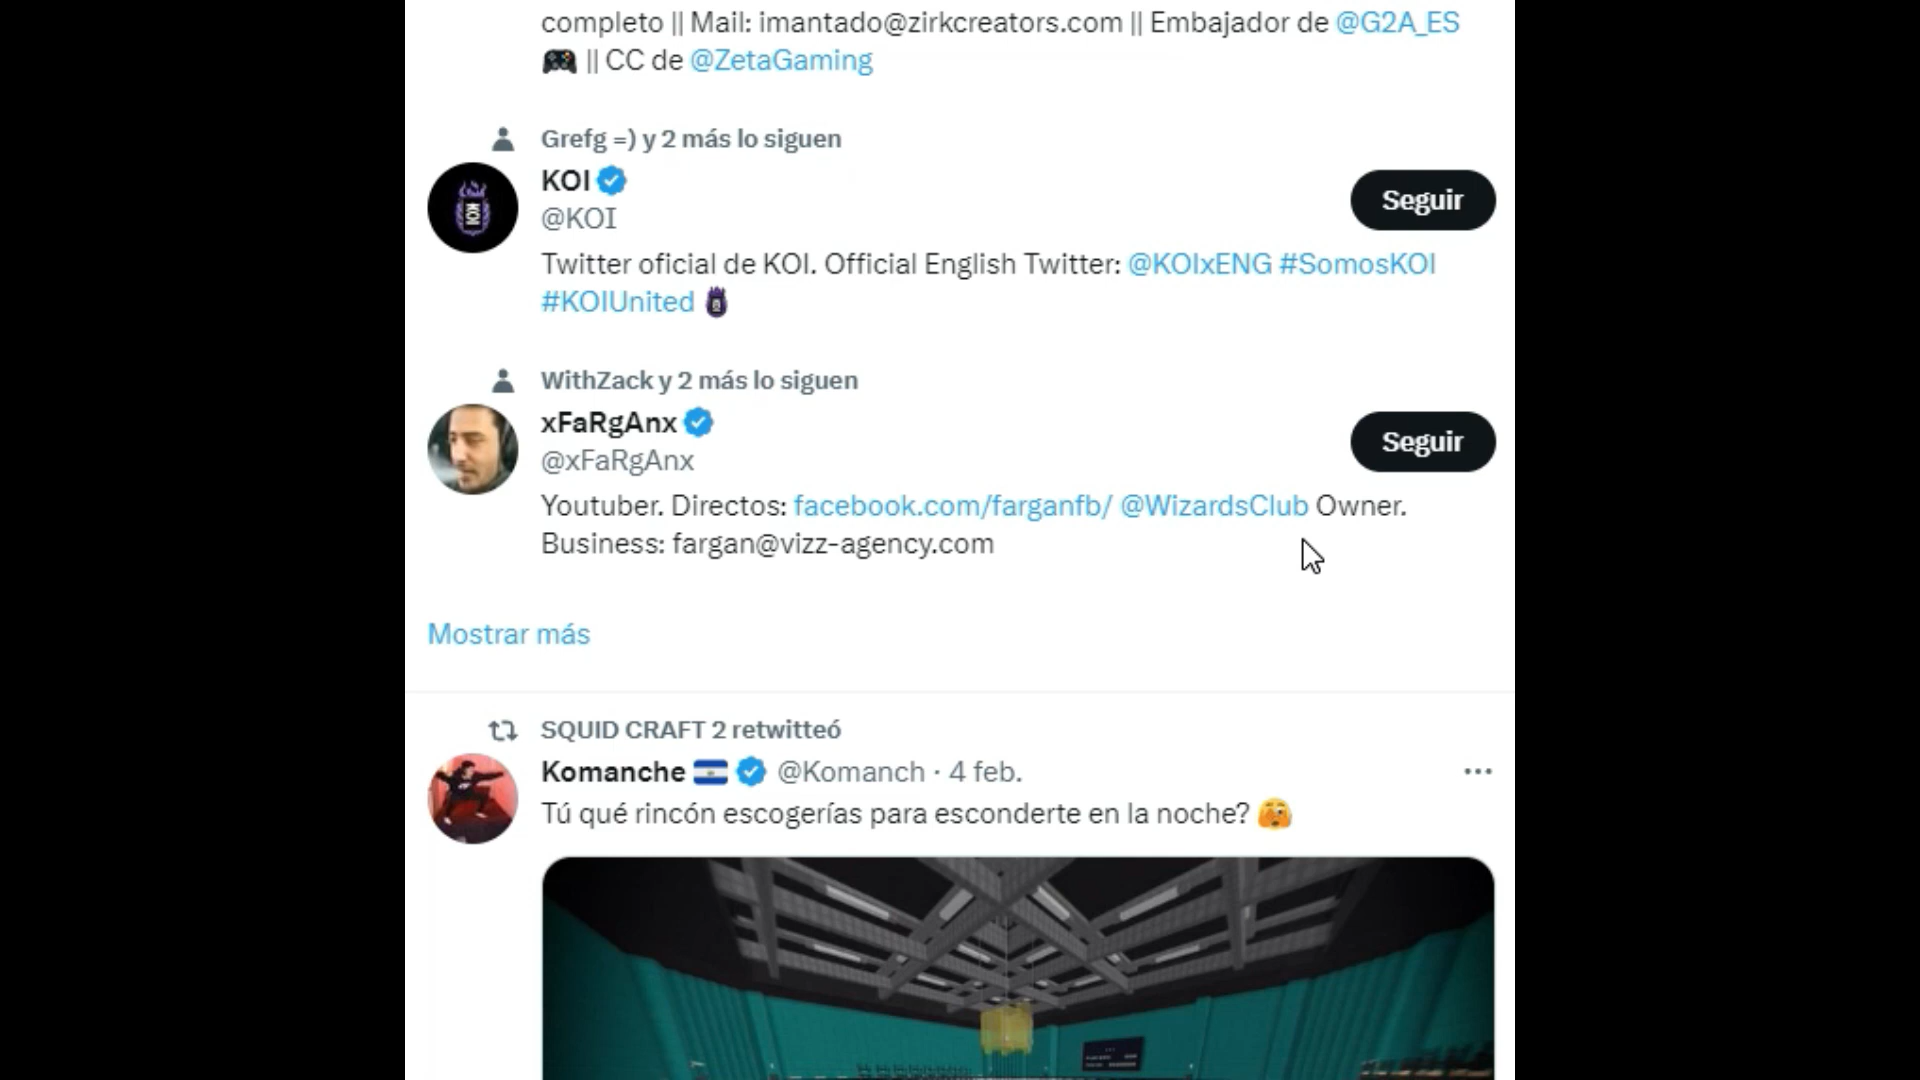 completo || Mail: imantado@zirkcreators.com || Embajador de @G2A_ES
🎮 || CC de @ZetaGaming
Grefg =) y 2 más lo siguen
KOI
@KOI
Seguir
Twitter oficial de KOI. Official English Twitter: @KOIxENG #SomosKOI
#KOIUnited
WithZack y 2 más lo siguen
xFaRgAnx
@xFaRgAnx
Seguir
Youtuber. Directos: facebook.com/farganfb/ @WizardsClub Owner.
Business: fargan@vizz-agency.com
Mostrar más
SQUID CRAFT 2 retwitteó
Komanche 🇸🇻 @Komanch · 4 feb.
Tú qué rincón escogerías para esconderte en la noche? 🫣